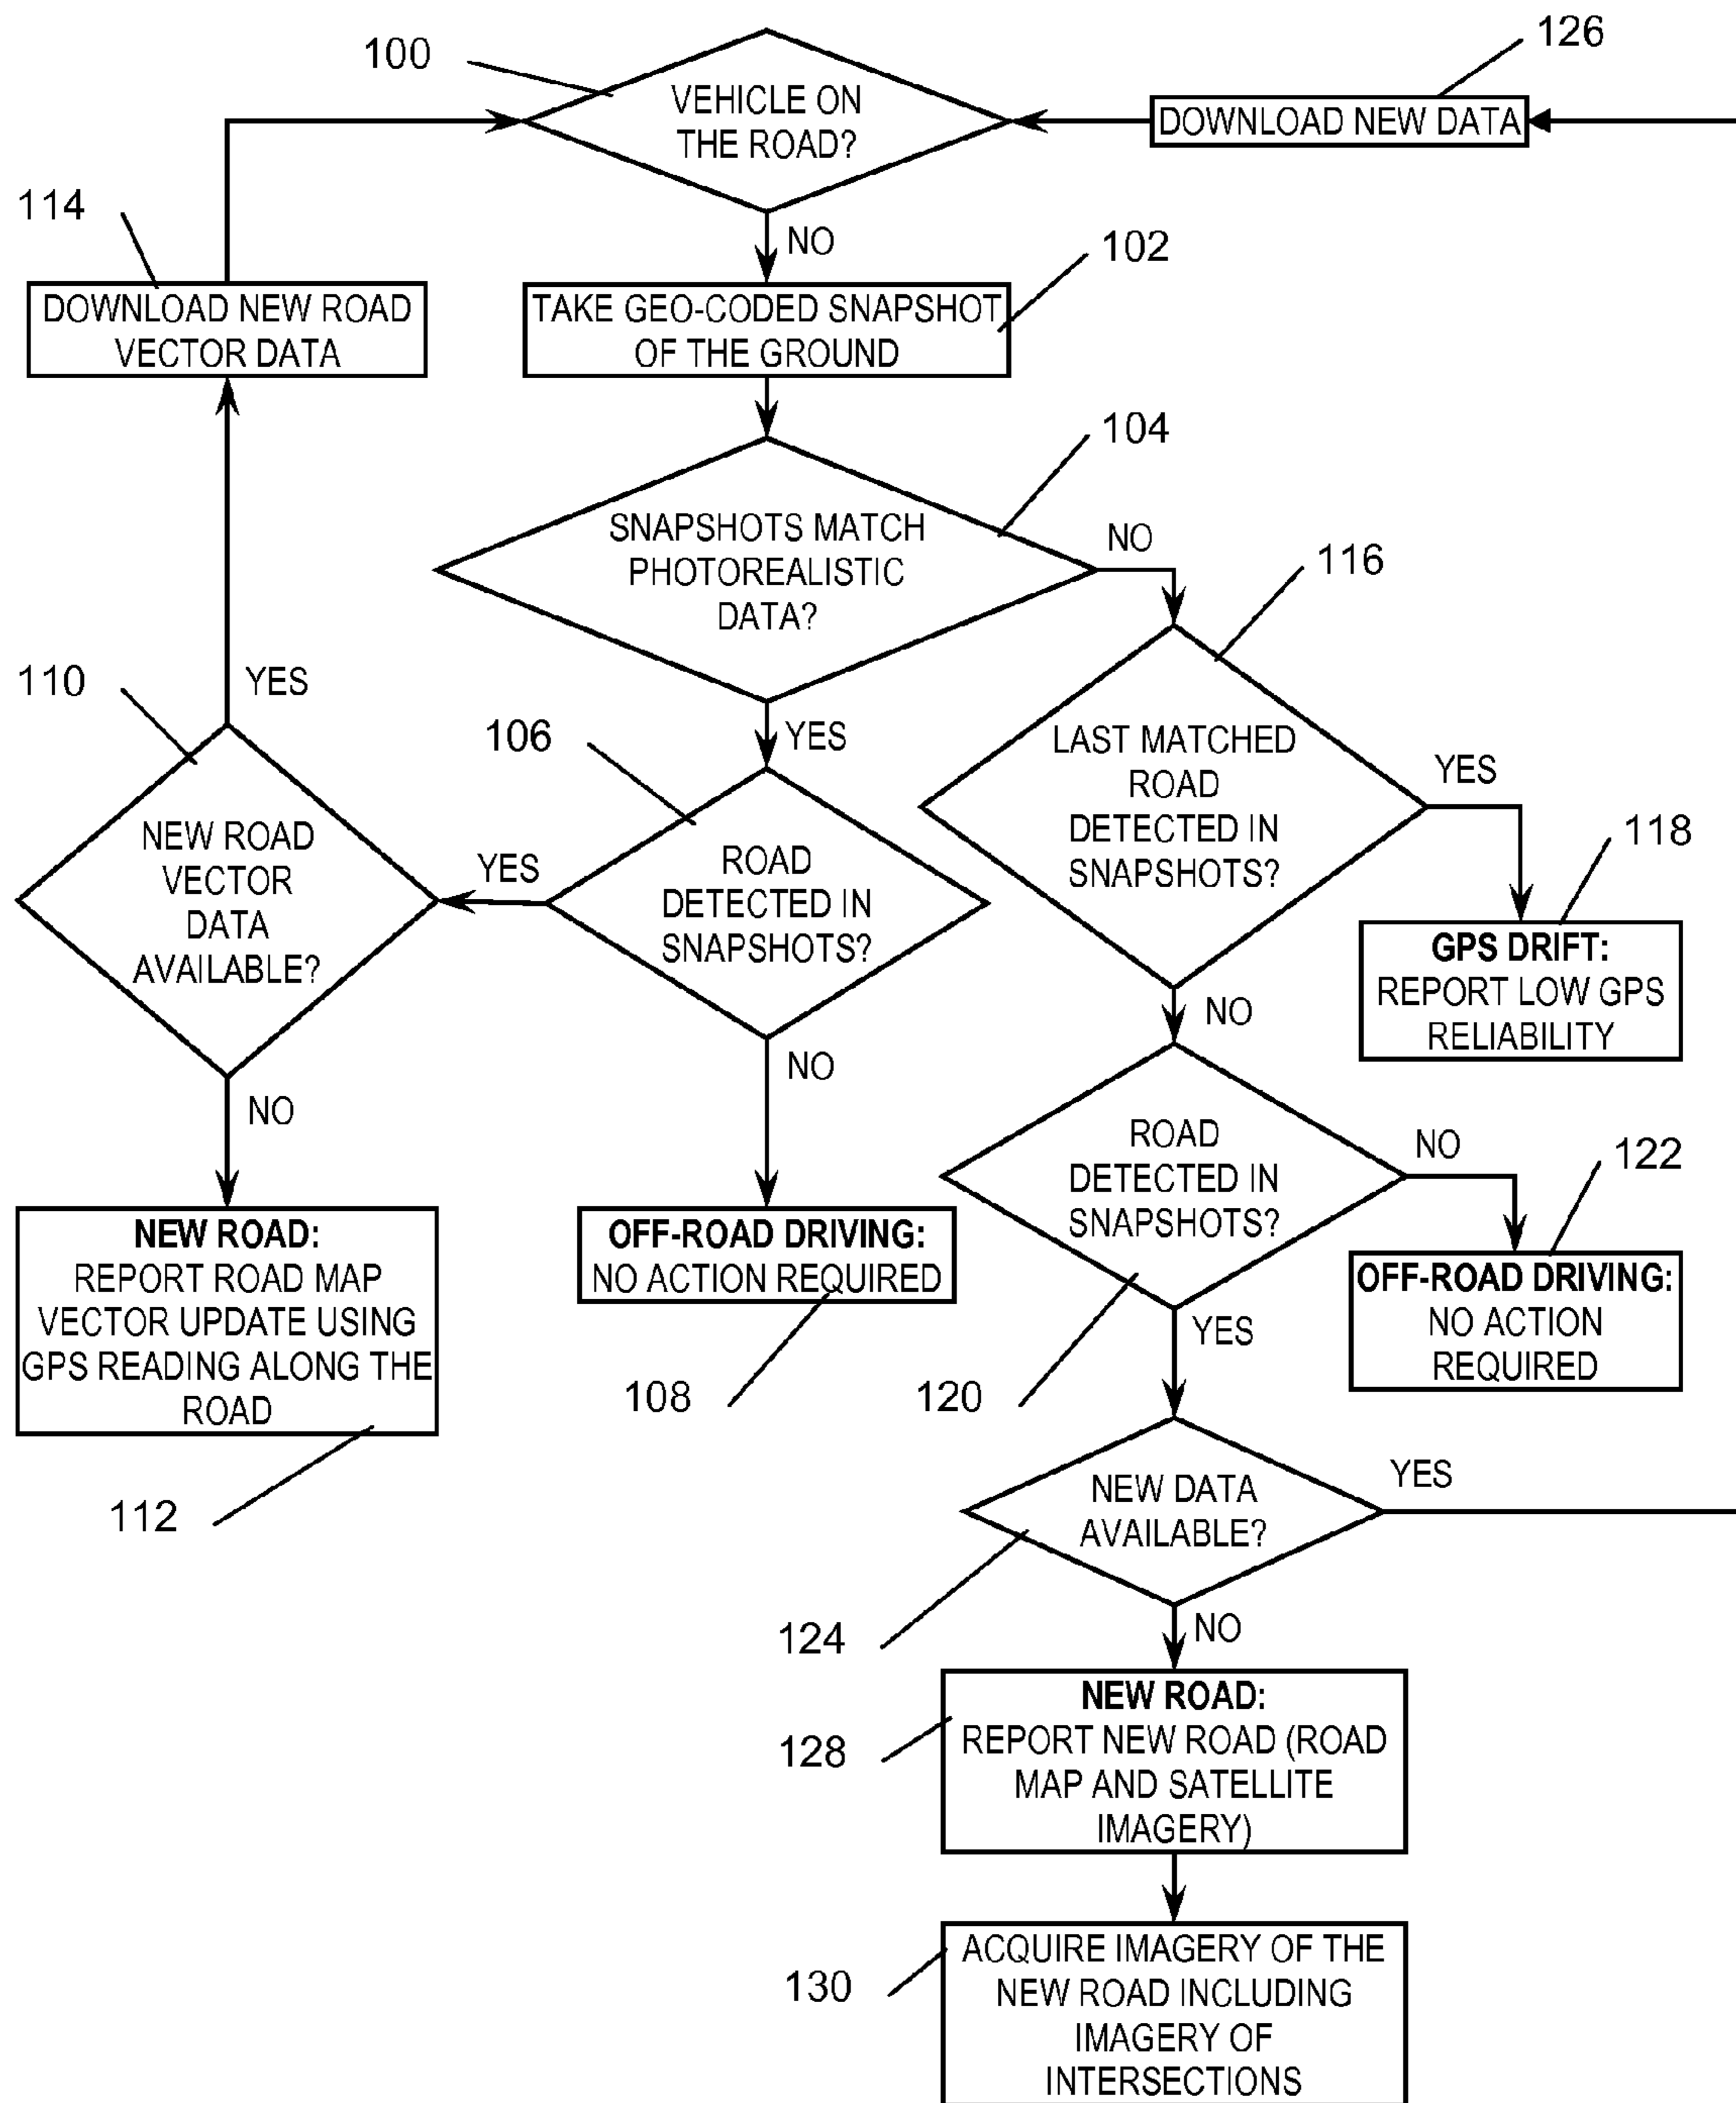 126
100
VEHICLE ON
THE ROAD?
DOWNLOAD NEW DATA
114
NO
102
DOWNLOAD NEW ROAD
VECTOR DATA
TAKE GEO-CODED SNAPSHOT
OF THE GROUND
104
SNAPSHOTS MATCH
PHOTOREALISTIC
DATA?
NO
116
110
YES
106
YES
LAST MATCHED
ROAD
DETECTED IN
SNAPSHOTS?
YES
118
NEW ROAD
VECTOR
DATA
AVAILABLE?
YES
ROAD
DETECTED IN
SNAPSHOTS?
GPS DRIFT:
REPORT LOW GPS
RELIABILITY
NO
NO
NO
ROAD
DETECTED IN
SNAPSHOTS?
NO
122
NEW ROAD:
REPORT ROAD MAP
VECTOR UPDATE USING
GPS READING ALONG THE
ROAD
OFF-ROAD DRIVING:
NO ACTION REQUIRED
OFF-ROAD DRIVING:
NO ACTION
REQUIRED
YES
108
120
112
NEW DATA
AVAILABLE?
YES
124
NO
NEW ROAD:
REPORT NEW ROAD (ROAD
MAP AND SATELLITE
IMAGERY)
128
ACQUIRE IMAGERY OF THE
NEW ROAD INCLUDING
IMAGERY OF
INTERSECTIONS
130